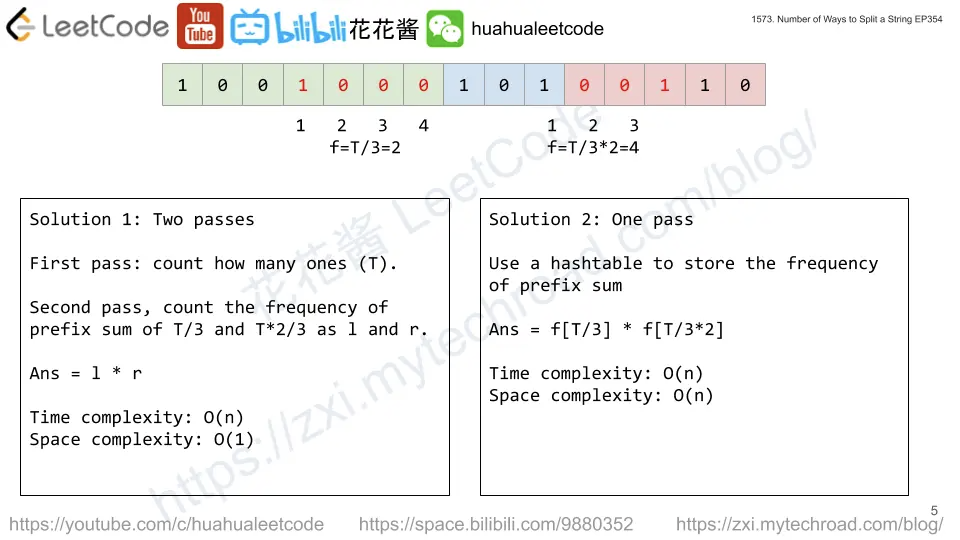 LeetCode You Tube bilibili 花花酱 huahualeetcode
1573. Number of Ways to Split a String EP354
1 0 0 1 0 0 0 1 0 1 0 0 1 1 0
1 2 3 4 1 2 3
f=T/3=2 f=T/3*2=4
Solution 1: Two passes
First pass: count how many ones (T).
Second pass, count the frequency of
prefix sum of T/3 and T*2/3 as l and r.
Ans = l * r
Time complexity: O(n)
Space complexity: O(1)
Solution 2: One pass
Use a hashtable to store the frequency
of prefix sum
Ans = f[T/3] * f[T/3*2]
Time complexity: O(n)
Space complexity: O(n)
花花酱 LeetCode
https://zxi.mytechroad.com/blog/
5
https://youtube.com/c/huahualeetcode https://space.bilibili.com/9880352 https://zxi.mytechroad.com/blog/